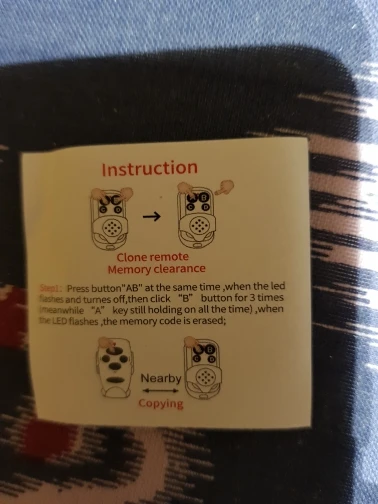 Instruction
A B C D
A B C D
Clone remote
Memory clearance
Step1: Press button"AB" at the same time ,when the led
flashes and turnes off,then click "B" button for 3 times
(meanwhile "A" key still holding on all the time) ,when
the LED flashes ,the memory code is erased;
A B C D
Nearby
Copying